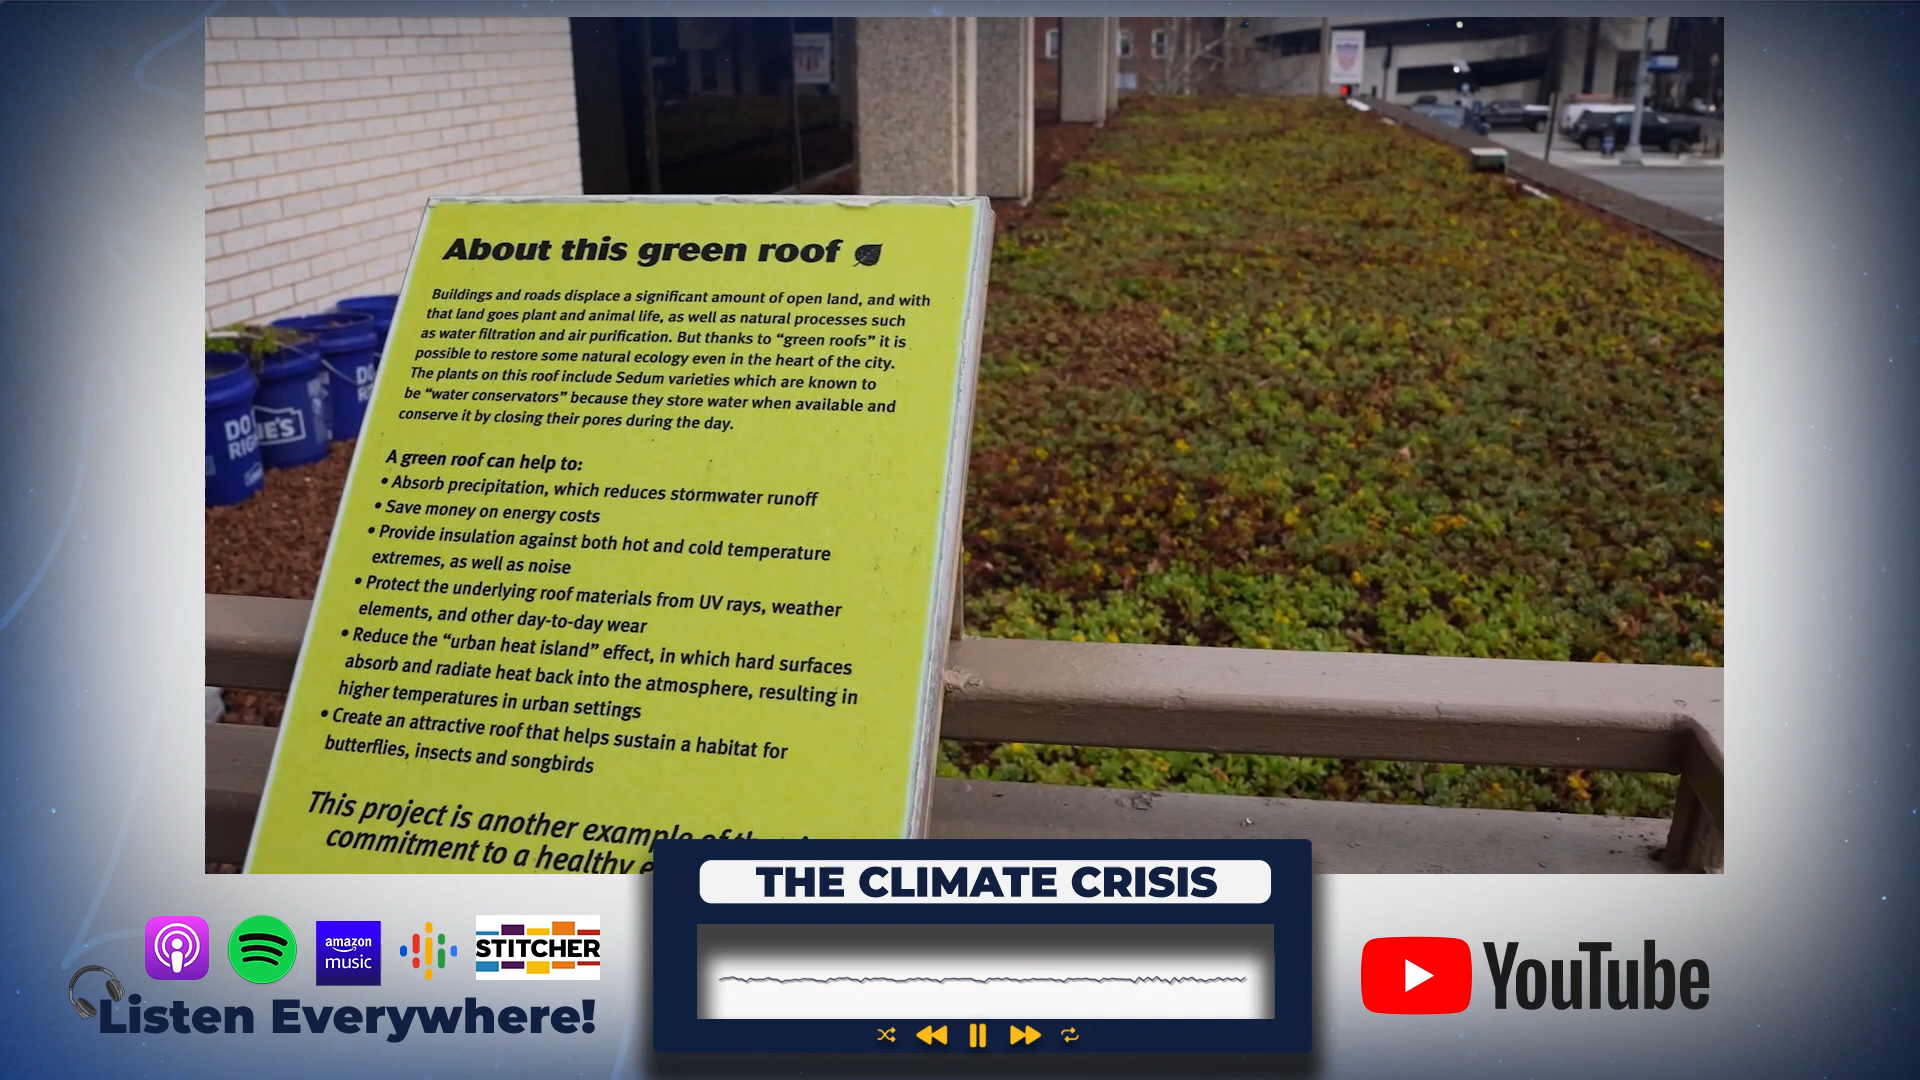 About this green roof
Buildings and roads displace a significant amount of open land, and with
that land goes plant and animal life, as well as natural processes such
as water filtration and air purification. But thanks to “green roofs” it is
possible to restore some natural ecology even in the heart of the city.
The plants on this roof include Sedum varieties which are known to
be “water conservators” because they store water when available and
conserve it by closing their pores during the day.
A green roof can help to:
• Absorb precipitation, which reduces stormwater runoff
• Save money on energy costs
• Provide insulation against both hot and cold temperature
extremes, as well as noise
• Protect the underlying roof materials from UV rays, weather
elements, and other day-to-day wear
• Reduce the “urban heat island” effect, in which hard surfaces
absorb and radiate heat back into the atmosphere, resulting in
higher temperatures in urban settings
• Create an attractive roof that helps sustain a habitat for
butterflies, insects and songbirds
This project is another example of
commitment to a healthy
DO
RIG
IE'S
DO
THE CLIMATE CRISIS
amazon
music
STITCHER
Listen Everywhere!
YouTube